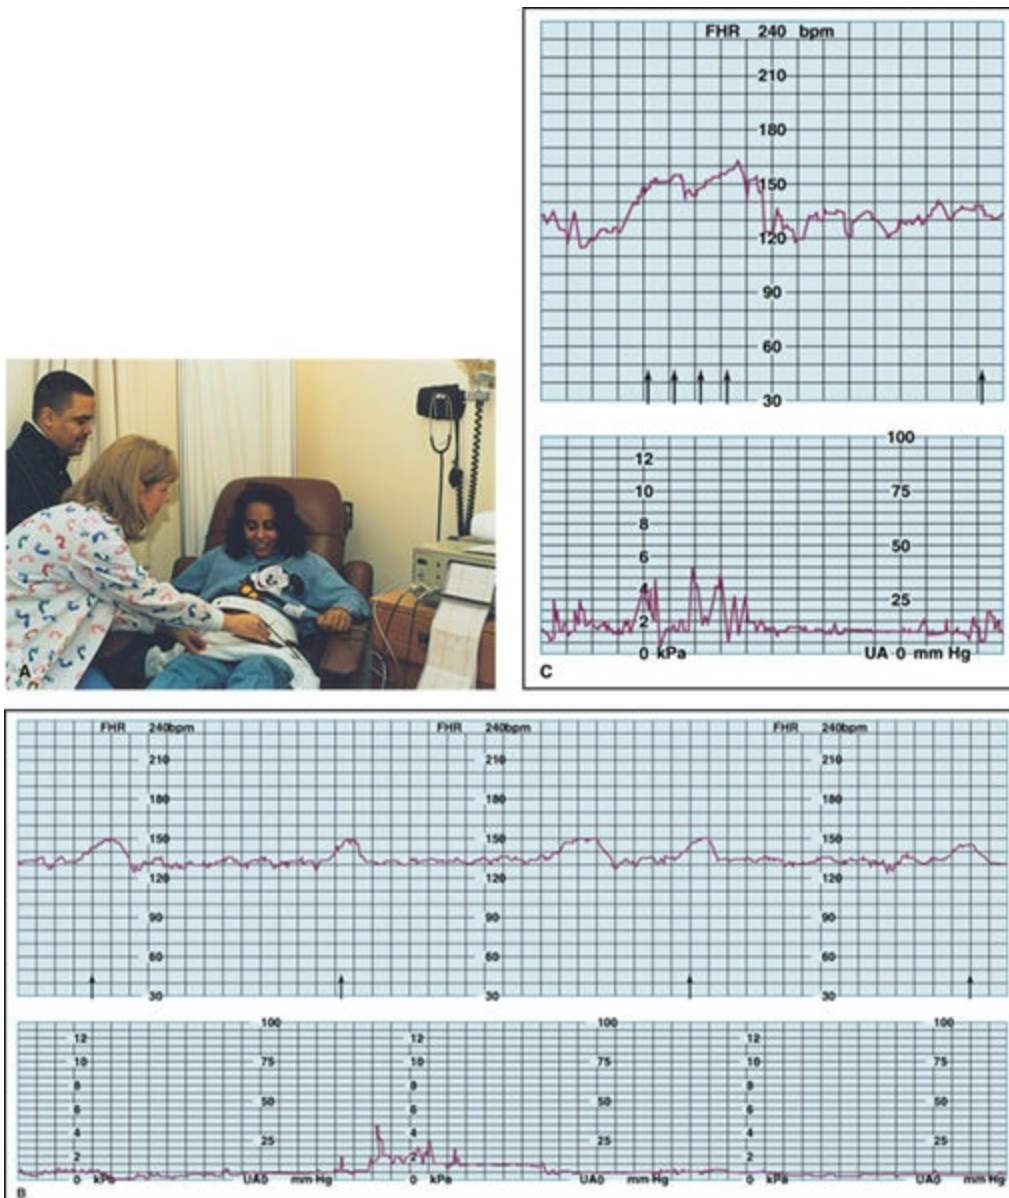 FHR 240 bpm
210
180
150
120
90
60
30
100
12
10 75
8
50
6
4
25
2
0 kPa UA 0 mm Hg
C
A
FHR 240bpm FHR 240bpm FHR 240bpm
210 210 210
180 180 180
150 150 150
120 120 120
90 90 90
60 60 60
30 30 30
100 100 100
12 12 12
10 75 10 75 10 75
8 8 8
50 50 50
6 6 6
4 4 4
25 25 25
2 2 2
0 kPa UA0 mm Hg 0 kPa UA0 mm Hg 0 kPa UA0 mm Hg
B